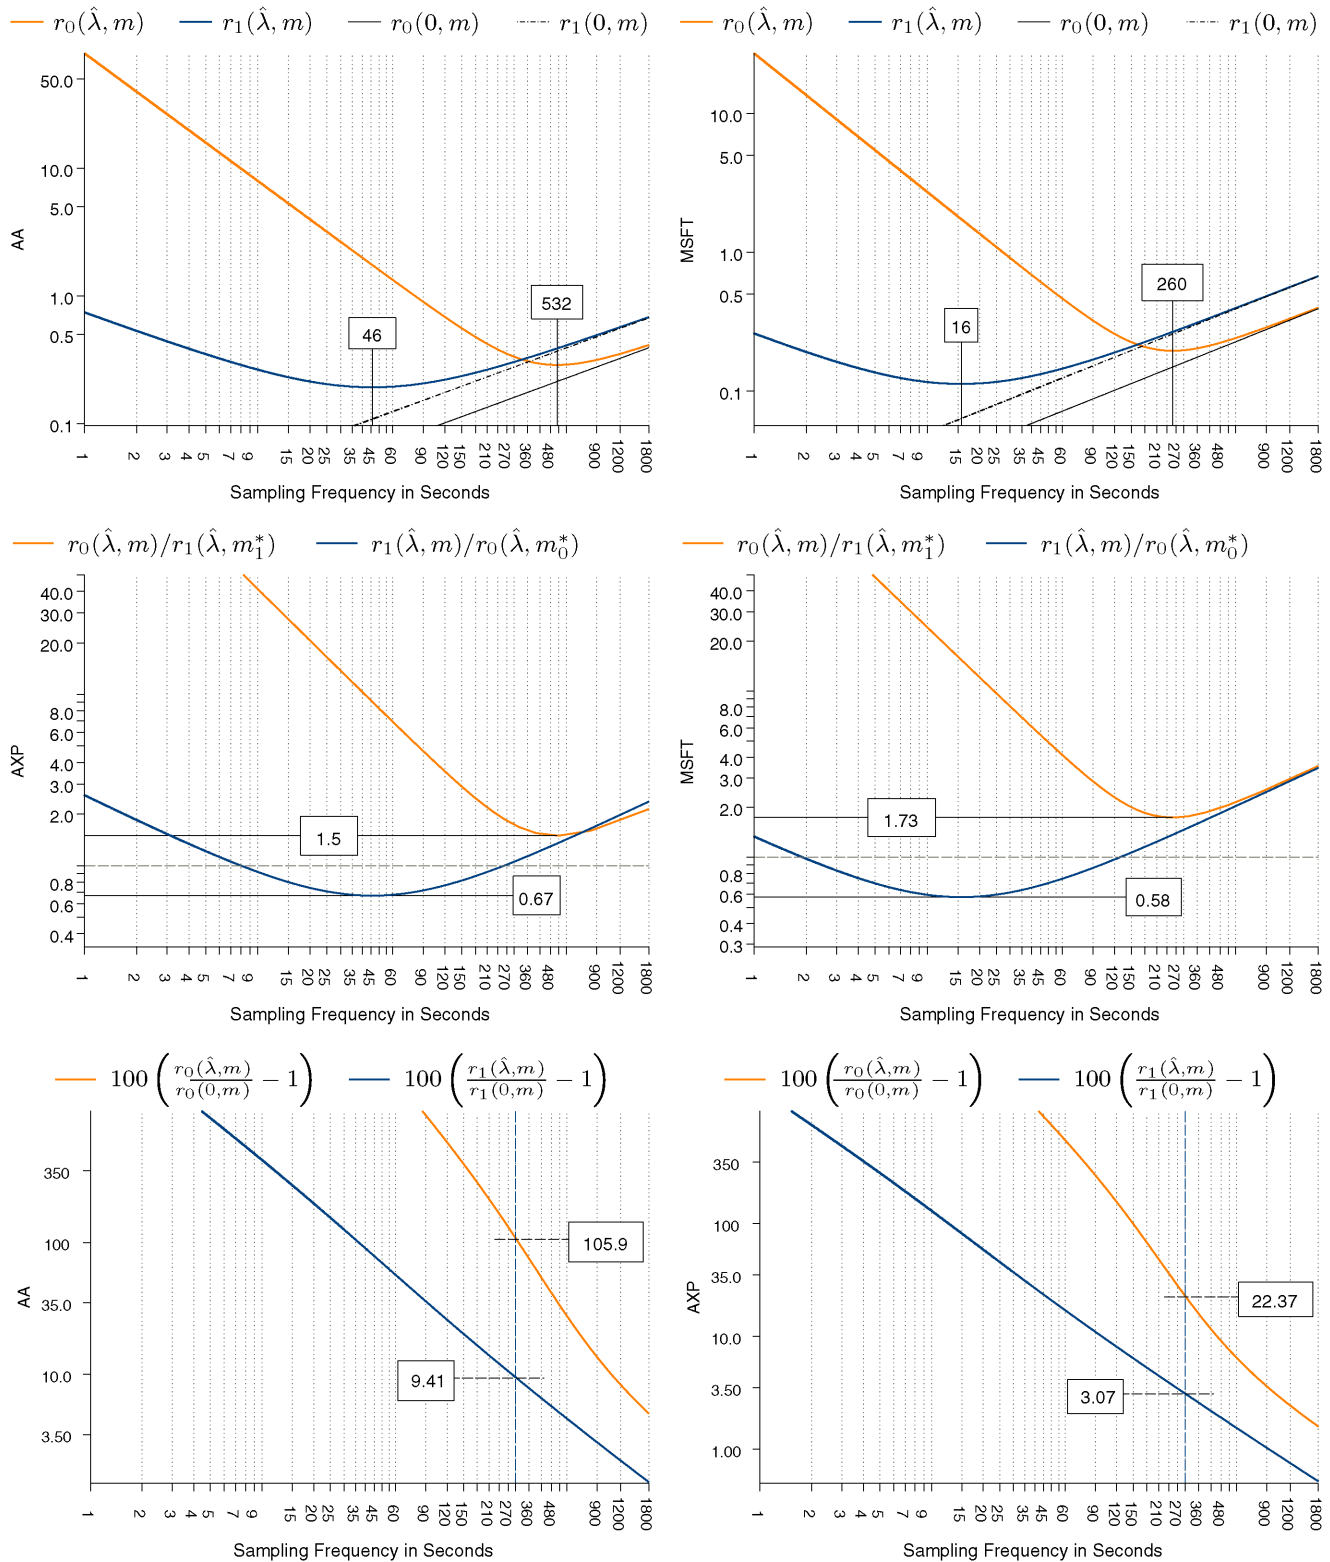 r₀(λ̂, m) r₁(λ̂, m) r₀(0, m) r₁(0, m)
AA
50.0
10.0
5.0
1.0
0.5
0.1
46
532
1 2 3 4 5 7 9 15 20 25 35 45 60 90 120 150 210 270 360 480 900 1200 1800
Sampling Frequency in Seconds
r₀(λ̂, m) r₁(λ̂, m) r₀(0, m) r₁(0, m)
MSFT
10.0
5.0
1.0
0.5
0.1
16
260
1 2 3 4 5 7 9 15 20 25 35 45 60 90 120 150 210 270 360 480 900 1200 1800
Sampling Frequency in Seconds
r₀(λ̂, m)/r₁(λ̂, m₁*) r₁(λ̂, m)/r₀(λ̂, m₀*)
AXP
40.0
30.0
20.0
8.0
6.0
4.0
3.0
2.0
0.8
0.6
0.4
1.5
0.67
1 2 3 4 5 7 9 15 20 25 35 45 60 90 120 150 210 270 360 480 900 1200 1800
Sampling Frequency in Seconds
r₀(λ̂, m)/r₁(λ̂, m₁*) r₁(λ̂, m)/r₀(λ̂, m₀*)
MSFT
40.0
30.0
20.0
8.0
6.0
4.0
3.0
2.0
0.8
0.6
0.4
0.3
1.73
0.58
1 2 3 4 5 7 9 15 20 25 35 45 60 90 120 150 210 270 360 480 900 1200 1800
Sampling Frequency in Seconds
100 (r₀(λ̂,m)/r₀(0,m) − 1) 100 (r₁(λ̂,m)/r₁(0,m) − 1)
AA
350
100
35.0
10.0
3.50
105.9
9.41
1 2 3 4 5 7 9 15 20 25 35 45 60 90 120 150 210 270 360 480 900 1200 1800
Sampling Frequency in Seconds
100 (r₀(λ̂,m)/r₀(0,m) − 1) 100 (r₁(λ̂,m)/r₁(0,m) − 1)
AXP
350
100
35.0
10.0
3.50
1.00
22.37
3.07
1 2 3 4 5 7 9 15 20 25 35 45 60 90 120 150 210 270 360 480 900 1200 1800
Sampling Frequency in Seconds